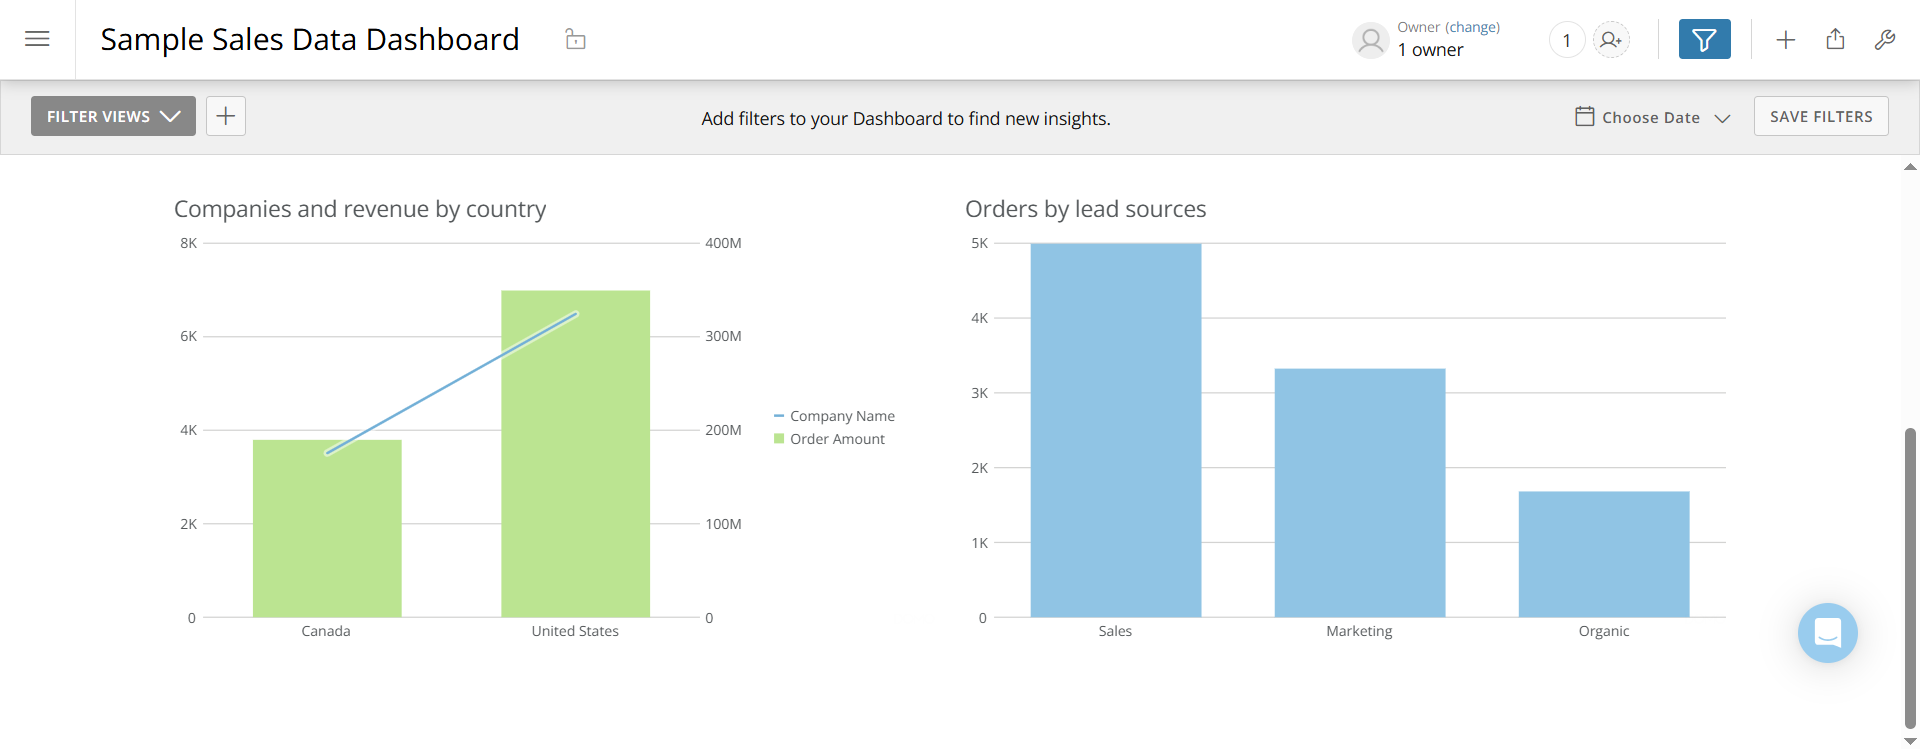 Sample Sales Data Dashboard
Owner (change)
1 owner
1
FILTER VIEWS
Add filters to your Dashboard to find new insights.
Choose Date
SAVE FILTERS
Companies and revenue by country
8K
6K
4K
2K
0
400M
300M
200M
100M
0
Canada
United States
Company Name
Order Amount
Orders by lead sources
5K
4K
3K
2K
1K
0
Sales
Marketing
Organic